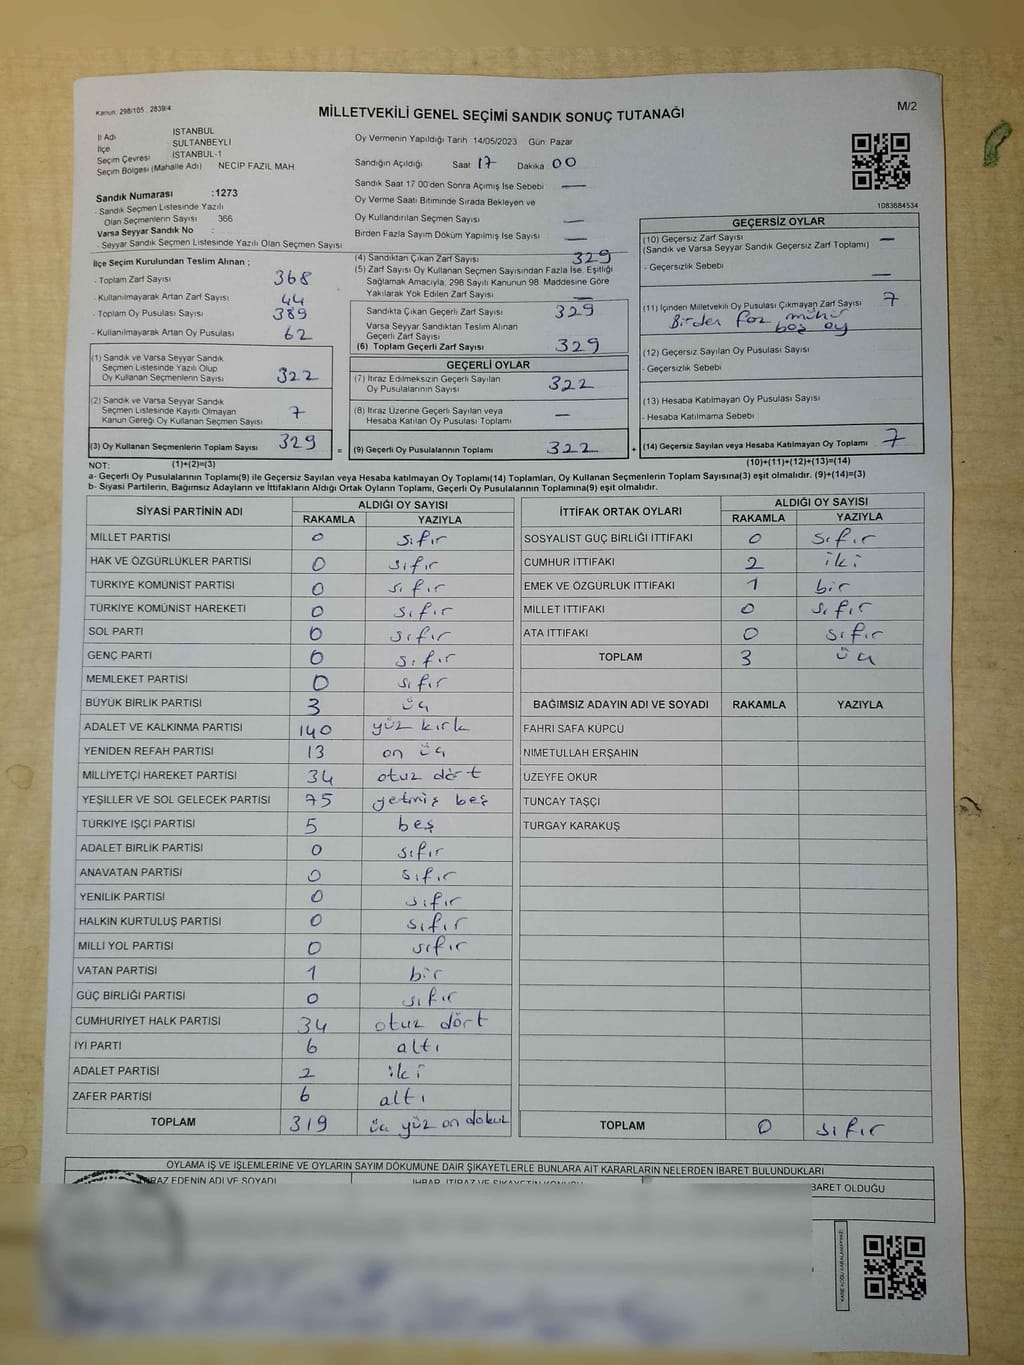 Kanun: 298/105 2839/4
MİLLETVEKİLİ GENEL SEÇİMİ SANDIK SONUÇ TUTANAĞI
M/2
İl Adı İSTANBUL
İlçe SULTANBEYLİ
Seçim Çevresi İSTANBUL-1
Seçim Bölgesi (Mahalle Adı) NECİP FAZIL MAH
Sandık Numarası :1273
- Sandık Seçmen Listesinde Yazılı
Olan Seçmenlerin Sayısı 366
Varsa Seyyar Sandık No :
- Seyyar Sandık Seçmen Listesinde Yazılı Olan Seçmen Sayısı
Oy Vermenin Yapıldığı Tarih 14/05/2023 Gün: Pazar
Sandığın Açıldığı Saat 17 Dakika 00
Sandık Saat 17:00'den Sonra Açılmış İse Sebebi —
Oy Verme Saati Bitiminde Sırada Bekleyen ve
Oy Kullandırılan Seçmen Sayısı —
Birden Fazla Sayım Döküm Yapılmış İse Sayısı —
1083684534
İlçe Seçim Kurulundan Teslim Alınan ;
- Toplam Zarf Sayısı 368
- Kullanılmayarak Artan Zarf Sayısı 44
- Toplam Oy Pusulası Sayısı 389
- Kullanılmayarak Artan Oy Pusulası 62
(1) Sandık ve Varsa Seyyar Sandık
Seçmen Listesinde Yazılı Olup
Oy Kullanan Seçmenlerin Sayısı 322
(2) Sandık ve Varsa Seyyar Sandık
Seçmen Listesinde Kayıtlı Olmayan
Kanun Gereği Oy Kullanan Seçmen Sayısı 7
(3) Oy Kullanan Seçmenlerin Toplam Sayısı 329
(4) Sandıktan Çıkan Zarf Sayısı 329
(5) Zarf Sayısı Oy Kullanan Seçmen Sayısından Fazla İse, Eşitliği
Sağlamak Amacıyla, 298 Sayılı Kanunun 98. Maddesine Göre
Yakılarak Yok Edilen Zarf Sayısı —
Sandıkta Çıkan Geçerli Zarf Sayısı 329
Varsa Seyyar Sandıktan Teslim Alınan
Geçerli Zarf Sayısı
(6) Toplam Geçerli Zarf Sayısı 329
GEÇERLİ OYLAR
(7) İtiraz Edilmeksizin Geçerli Sayılan
Oy Pusulalarının Sayısı 322
(8) İtiraz Üzerine Geçerli Sayılan veya
Hesaba Katılan Oy Pusulaları Toplamı —
= (9) Geçerli Oy Pusulalarının Toplamı 322 +
GEÇERSİZ OYLAR
(10) Geçersiz Zarf Sayısı —
(Sandık ve Varsa Seyyar Sandık Geçersiz Zarf Toplamı)
- Geçersizlik Sebebi —
(11) İçinden Milletvekili Oy Pusulası Çıkmayan Zarf Sayısı 7
Birden faz mühür
boş oy
(12) Geçersiz Sayılan Oy Pusulası Sayısı
- Geçersizlik Sebebi
(13) Hesaba Katılmayan Oy Pusulası Sayısı
- Hesaba Katılmama Sebebi
(14) Geçersiz Sayılan veya Hesaba Katılmayan Oy Toplamı 7
NOT: (1)+(2)=(3)
(10)+(11)+(12)+(13)=(14)
a- Geçerli Oy Pusulalarının Toplamı(9) ile Geçersiz Sayılan veya Hesaba katılmayan Oy Toplamı(14) Toplamları, Oy Kullanan Seçmenlerin Toplam Sayısına(3) eşit olmalıdır. (9)+(14)=(3)
b- Siyasi Partilerin, Bağımsız Adayların ve İttifakların Aldığı Ortak Oyların Toplamı, Geçerli Oy Pusulalarının Toplamına(9) eşit olmalıdır.
SİYASİ PARTİNİN ADI ALDIĞI OY SAYISI
RAKAMLA YAZIYLA
MİLLET PARTİSİ 0 sıfır
HAK VE ÖZGÜRLÜKLER PARTİSİ 0 sıfır
TÜRKİYE KOMÜNİST PARTİSİ 0 sıfır
TÜRKİYE KOMÜNİST HAREKETİ 0 sıfır
SOL PARTİ 0 sıfır
GENÇ PARTİ 0 sıfır
MEMLEKET PARTİSİ 0 sıfır
BÜYÜK BİRLİK PARTİSİ 3 üç
ADALET VE KALKINMA PARTİSİ 140 yüz kırk
YENİDEN REFAH PARTİSİ 13 on üç
MİLLİYETÇİ HAREKET PARTİSİ 34 otuz dört
YEŞİLLER VE SOL GELECEK PARTİSİ 75 yetmiş beş
TÜRKİYE İŞÇİ PARTİSİ 5 beş
ADALET BİRLİK PARTİSİ 0 sıfır
ANAVATAN PARTİSİ 0 sıfır
YENİLİK PARTİSİ 0 sıfır
HALKIN KURTULUŞ PARTİSİ 0 sıfır
MİLLİ YOL PARTİSİ 0 sıfır
VATAN PARTİSİ 1 bir
GÜÇ BİRLİĞİ PARTİSİ 0 sıfır
CUMHURİYET HALK PARTİSİ 34 otuz dört
İYİ PARTİ 6 altı
ADALET PARTİSİ 2 iki
ZAFER PARTİSİ 6 altı
TOPLAM 319 üç yüz on dokuz
İTTİFAK ORTAK OYLARI ALDIĞI OY SAYISI
RAKAMLA YAZIYLA
SOSYALİST GÜÇ BİRLİĞİ İTTİFAKI 0 sıfır
CUMHUR İTTİFAKI 2 iki
EMEK VE ÖZGÜRLÜK İTTİFAKI 1 bir
MİLLET İTTİFAKI 0 sıfır
ATA İTTİFAKI 0 sıfır
TOPLAM 3 üç
BAĞIMSIZ ADAYIN ADI VE SOYADI RAKAMLA YAZIYLA
FAHRİ SAFA KÜPCÜ
NİMETULLAH ERŞAHİN
ÜZEYFE OKUR
TUNCAY TAŞÇI
TURGAY KARAKUŞ
TOPLAM 0 sıfır
OYLAMA İŞ VE İŞLEMLERİNE VE OYLARIN SAYIM DÖKÜMÜNE DAİR ŞİKAYETLERLE BUNLARA AİT KARARLARIN NELERDEN İBARET BULUNDUKLARI
EDENİN ADI VE SOYADI
BARET OLDUĞU